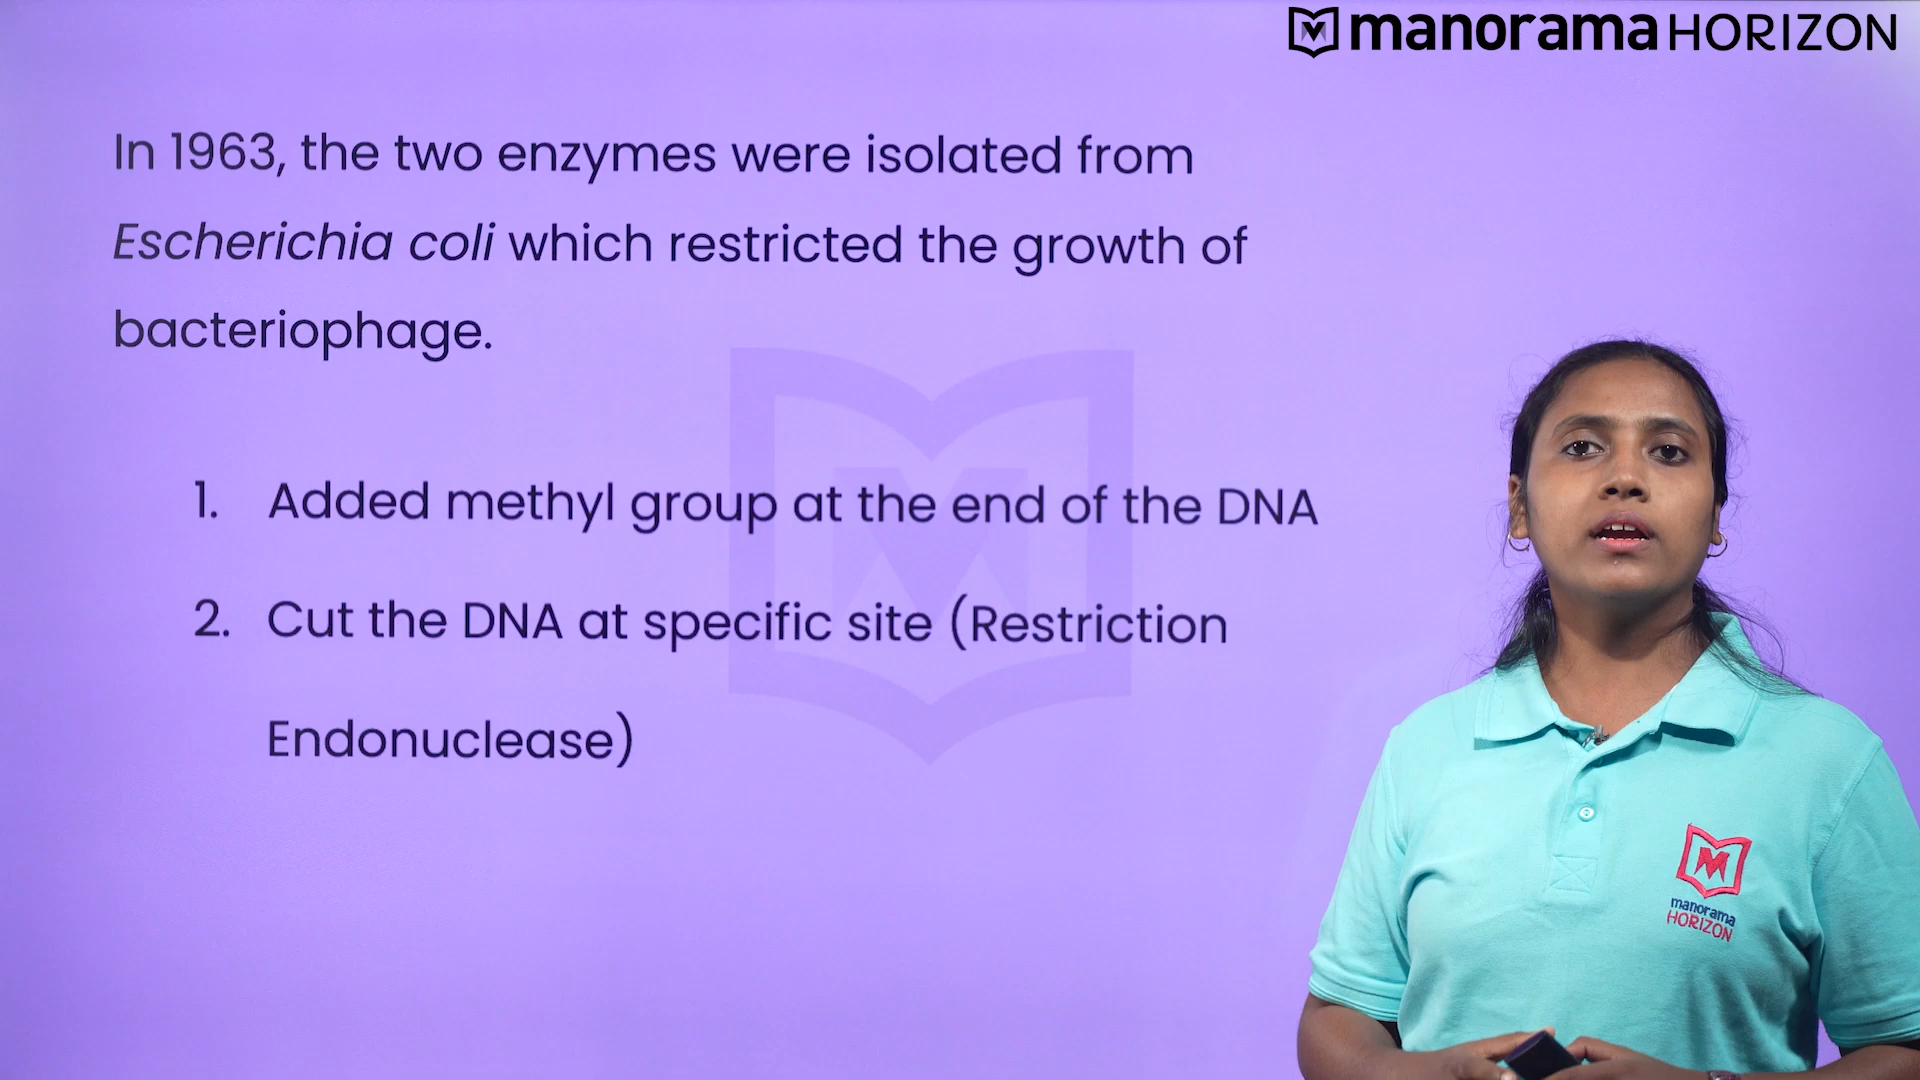 manorama HORIZON
In 1963, the two enzymes were isolated from
Escherichia coli which restricted the growth of
bacteriophage.
1. Added methyl group at the end of the DNA
2. Cut the DNA at specific site (Restriction
Endonuclease)
manorama
HORIZON